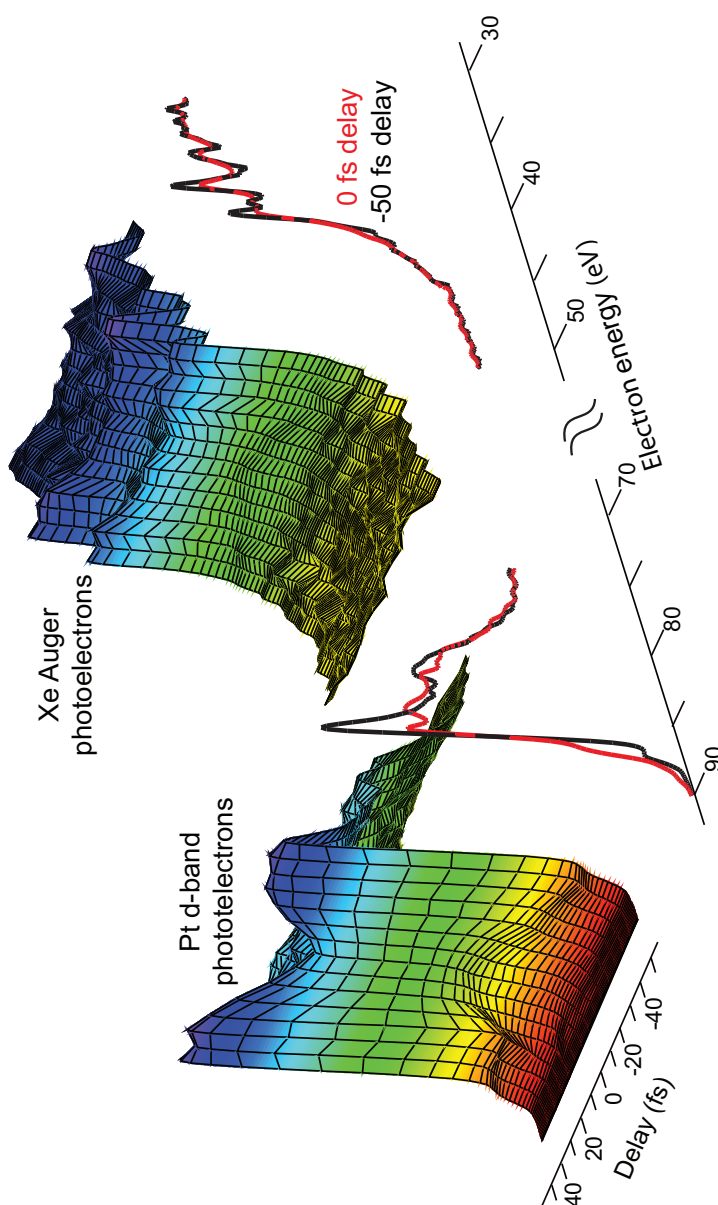 Xe Auger
photoelectrons
Pt d-band
phototelectrons
0 fs delay
-50 fs delay
Delay (fs)
40
20
0
-20
-40
Electron energy (eV)
90
80
70
50
40
30